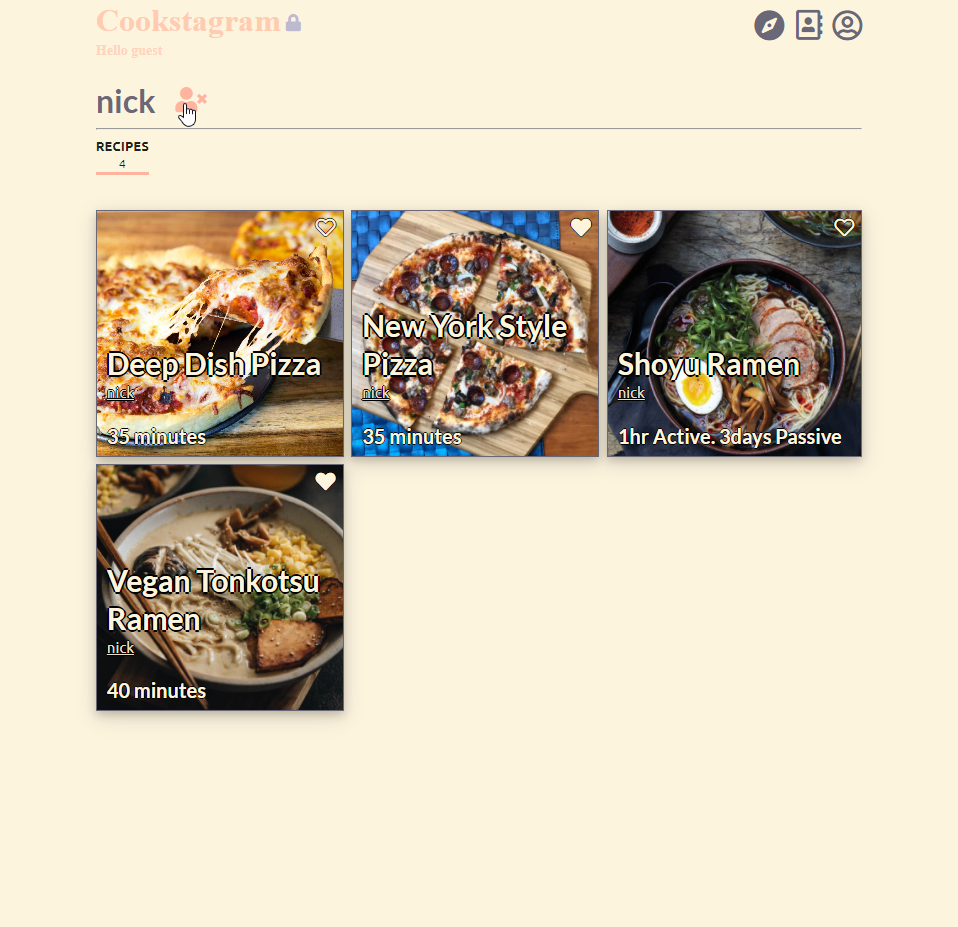 Cookstagram
Hello guest
nick
RECIPES
4
Deep Dish Pizza
nick
35 minutes
New York Style
Pizza
nick
35 minutes
Shoyu Ramen
nick
1hr Active. 3days Passive
Vegan Tonkotsu
Ramen
nick
40 minutes